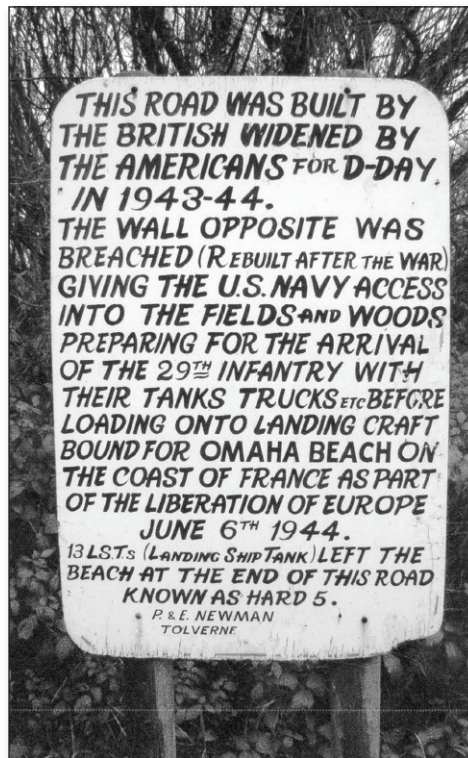 THIS ROAD WAS BUILT BY
THE BRITISH WIDENED BY
THE AMERICANS FOR D-DAY
IN 1943-44.
THE WALL OPPOSITE WAS
BREACHED (REBUILT AFTER THE WAR)
GIVING THE U.S. NAVY ACCESS
INTO THE FIELDS AND WOODS
PREPARING FOR THE ARRIVAL
OF THE 29TH INFANTRY WITH
THEIR TANKS TRUCKS ETC BEFORE
LOADING ONTO LANDING CRAFT
BOUND FOR OMAHA BEACH ON
THE COAST OF FRANCE AS PART
OF THE LIBERATION OF EUROPE
JUNE 6TH 1944.
13 L.S.T.s (LANDING SHIP TANK) LEFT THE
BEACH AT THE END OF THIS ROAD
KNOWN AS HARD 5.
P. & E. NEWMAN
TOLVERNE